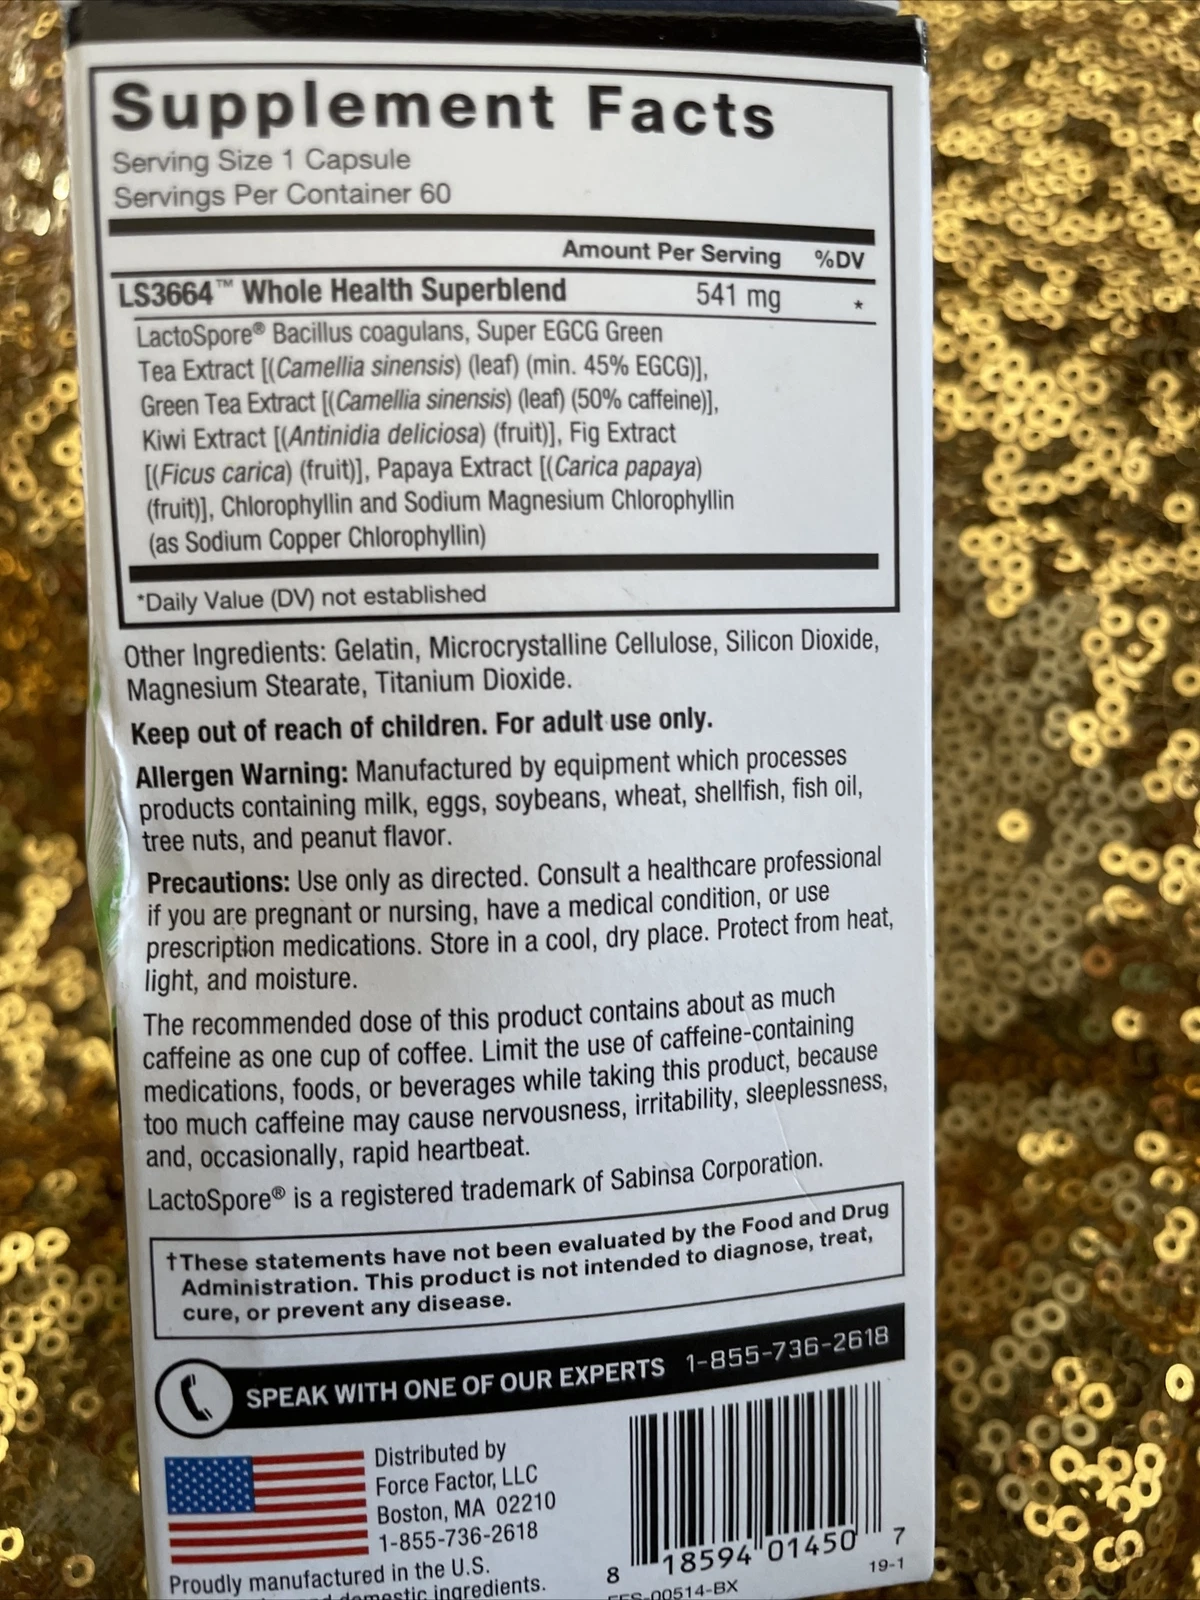 Supplement Facts
Serving Size 1 Capsule
Servings Per Container 60
Amount Per Serving %DV
LS3664™ Whole Health Superblend 541 mg *
LactoSpore® Bacillus coagulans, Super EGCG Green
Tea Extract [(Camellia sinensis) (leaf) (min. 45% EGCG)],
Green Tea Extract [(Camellia sinensis) (leaf) (50% caffeine)],
Kiwi Extract [(Antinidia deliciosa) (fruit)], Fig Extract
[(Ficus carica) (fruit)], Papaya Extract [(Carica papaya)
(fruit)], Chlorophyllin and Sodium Magnesium Chlorophyllin
(as Sodium Copper Chlorophyllin)
*Daily Value (DV) not established
Other Ingredients: Gelatin, Microcrystalline Cellulose, Silicon Dioxide,
Magnesium Stearate, Titanium Dioxide.
Keep out of reach of children. For adult use only.
Allergen Warning: Manufactured by equipment which processes
products containing milk, eggs, soybeans, wheat, shellfish, fish oil,
tree nuts, and peanut flavor.
Precautions: Use only as directed. Consult a healthcare professional
if you are pregnant or nursing, have a medical condition, or use
prescription medications. Store in a cool, dry place. Protect from heat,
light, and moisture.
The recommended dose of this product contains about as much
caffeine as one cup of coffee. Limit the use of caffeine-containing
medications, foods, or beverages while taking this product, because
too much caffeine may cause nervousness, irritability, sleeplessness,
and, occasionally, rapid heartbeat.
LactoSpore® is a registered trademark of Sabinsa Corporation.
†These statements have not been evaluated by the Food and Drug
Administration. This product is not intended to diagnose, treat,
cure, or prevent any disease.
SPEAK WITH ONE OF OUR EXPERTS 1-855-736-2618
Distributed by
Force Factor, LLC
Boston, MA 02210
1-855-736-2618
Proudly manufactured in the U.S.
domestic ingredients.
8 18594 01450 7
19-1
00514-BX